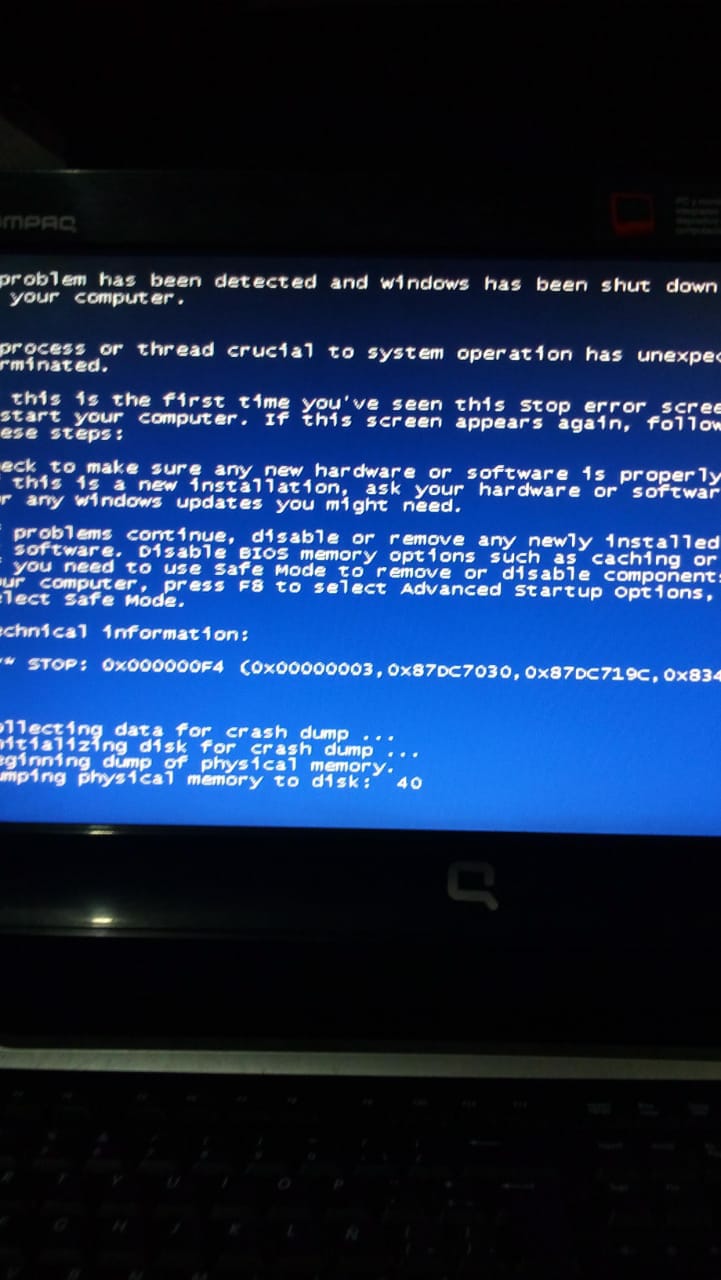 OMPAQ
problem has been detected and windows has been shut down
your computer.
process or thread crucial to system operation has unexpec
rminated.
this is the first time you've seen this Stop error scree
start your computer. If this screen appears again, follow
ese steps:
eck to make sure any new hardware or software is properly
this is a new installation, ask your hardware or softwar
r any windows updates you might need.
problems continue, disable or remove any newly installed
software. Disable BIOS memory options such as caching or
you need to use Safe Mode to remove or disable component
ur computer, press F8 to select Advanced Startup Options,
lect Safe Mode.
echnical information:
** STOP: 0x000000F4 (0x00000003,0x87DC7030,0x87DC719C,0x834
ollecting data for crash dump ...
nitializing disk for crash dump ...
eginning dump of physical memory.
umping physical memory to disk: 40
R T Y U I O P
G H J K L Ñ